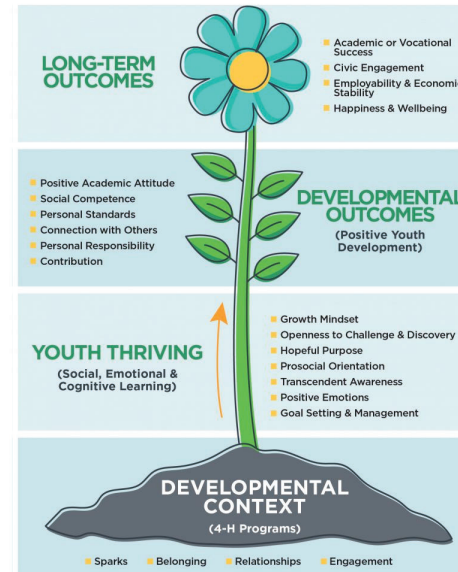 LONG-TERM
OUTCOMES
Academic or Vocational
Success
Civic Engagement
Employability & Economic
Stability
Happiness & Wellbeing
Positive Academic Attitude
Social Competence
Personal Standards
Connection with Others
Personal Responsibility
Contribution
DEVELOPMENTAL
OUTCOMES
(Positive Youth
Development)
YOUTH THRIVING
(Social, Emotional &
Cognitive Learning)
Growth Mindset
Openness to Challenge & Discovery
Hopeful Purpose
Prosocial Orientation
Transcendent Awareness
Positive Emotions
Goal Setting & Management
DEVELOPMENTAL
CONTEXT
(4-H Programs)
Sparks Belonging Relationships Engagement